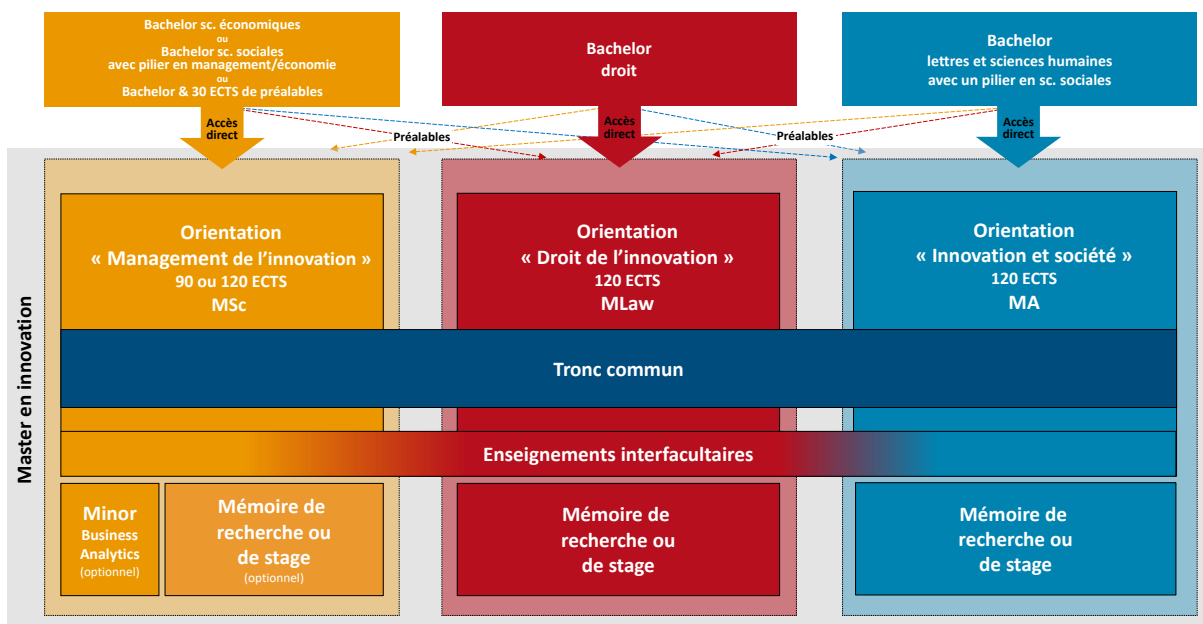 Bachelor sc. économiques
ou
Bachelor sc. sociales
avec pilier en management/économie
ou
Bachelor & 30 ECTS de préalables
Bachelor
droit
Bachelor
lettres et sciences humaines
avec un pilier en sc. sociales
Accès
direct
Préalables
Accès
direct
Préalables
Accès
direct
Master en innovation
Orientation
« Management de l’innovation »
90 ou 120 ECTS
MSc
Orientation
« Droit de l’innovation »
120 ECTS
MLaw
Orientation
« Innovation et société »
120 ECTS
MA
Tronc commun
Enseignements interfacultaires
Minor
Business
Analytics
(optionnel)
Mémoire de
recherche ou
de stage
(optionnel)
Mémoire de
recherche ou
de stage
Mémoire de
recherche ou
de stage